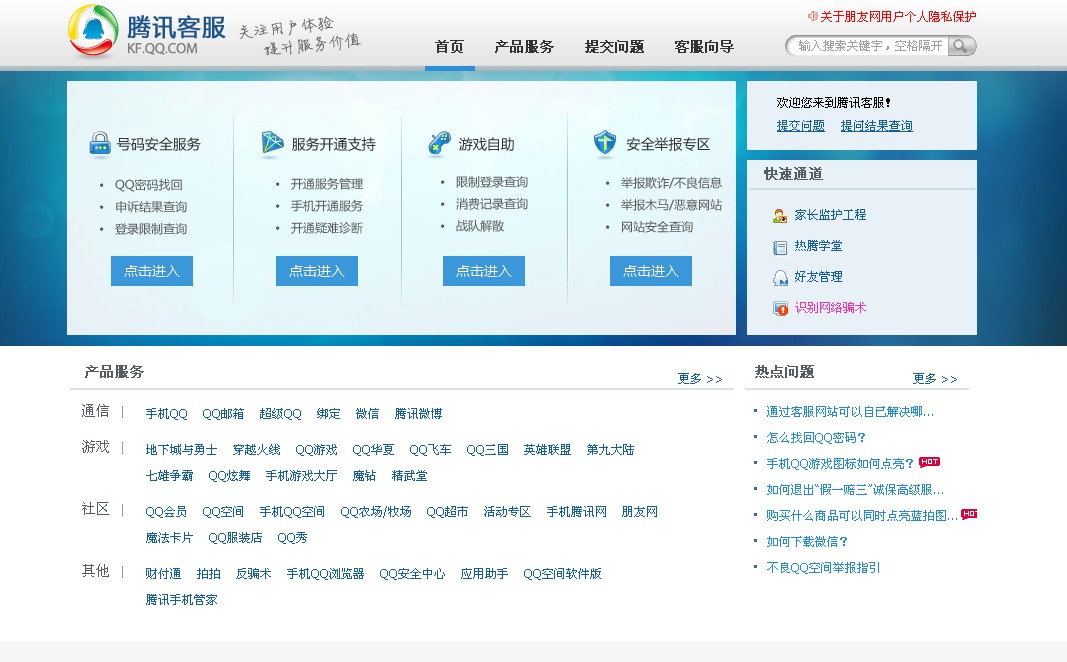 关于朋友网用户个人隐私保护
腾讯客服
KF.QQ.COM
关注用户体验
提升服务价值
首页 产品服务 提交问题 客服向导
输入搜索关键字，空格隔开
号码安全服务
QQ密码找回
申诉结果查询
登录限制查询
点击进入
服务开通支持
开通服务管理
手机开通服务
开通疑难诊断
点击进入
游戏自助
限制登录查询
消费记录查询
战队解散
点击进入
安全举报专区
举报欺诈/不良信息
举报木马/恶意网站
网站安全查询
点击进入
欢迎您来到腾讯客服!
提交问题 提问结果查询
快速通道
家长监护工程
热腾学堂
好友管理
识别网络骗术
产品服务 更多 >>
通信 | 手机QQ QQ邮箱 超级QQ 绑定 微信 腾讯微博
游戏 | 地下城与勇士 穿越火线 QQ游戏 QQ华夏 QQ飞车 QQ三国 英雄联盟 第九大陆
七雄争霸 QQ炫舞 手机游戏大厅 魔钻 精武堂
社区 | QQ会员 QQ空间 手机QQ空间 QQ农场/牧场 QQ超市 活动专区 手机腾讯网 朋友网
魔法卡片 QQ服装店 QQ秀
其他 | 财付通 拍拍 反骗术 手机QQ浏览器 QQ安全中心 应用助手 QQ空间软件版
腾讯手机管家
热点问题 更多 >>
通过客服网站可以自已解决哪...
怎么找回QQ密码?
手机QQ游戏图标如何点亮? HOT
如何退出“假一赔三”诚保高级服...
购买什么商品可以同时点亮蓝拍图... HOT
如何下载微信?
不良QQ空间举报指引